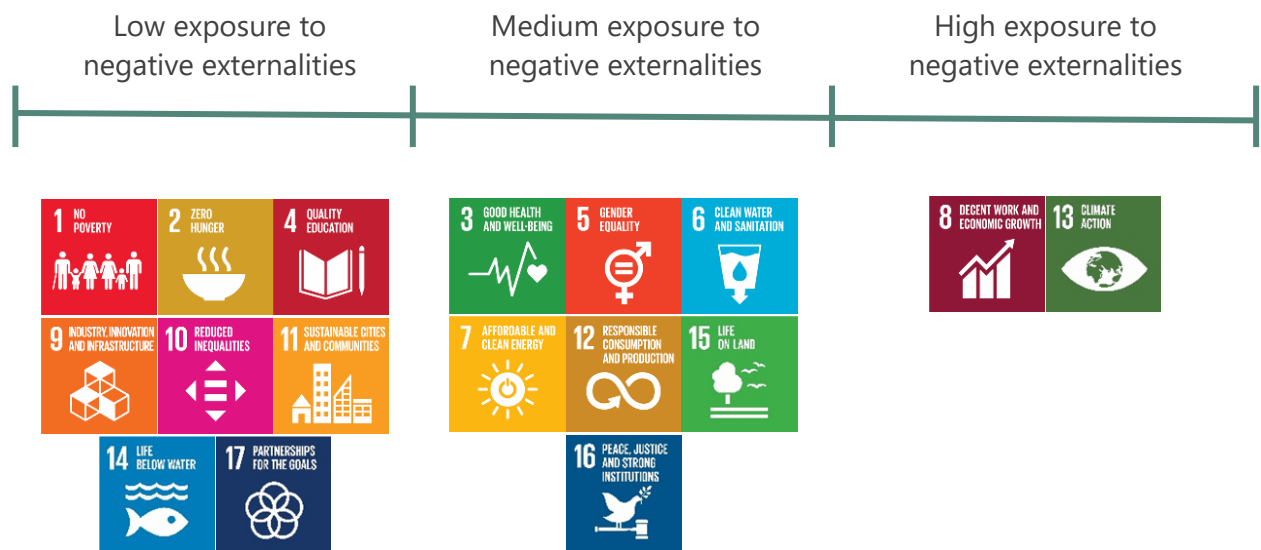 Low exposure to
negative externalities
Medium exposure to
negative externalities
High exposure to
negative externalities
1 NO
POVERTY
2 ZERO
HUNGER
4 QUALITY
EDUCATION
9 INDUSTRY, INNOVATION
AND INFRASTRUCTURE
10 REDUCED
INEQUALITIES
11 SUSTAINABLE CITIES
AND COMMUNITIES
14 LIFE
BELOW WATER
17 PARTNERSHIPS
FOR THE GOALS
3 GOOD HEALTH
AND WELL-BEING
5 GENDER
EQUALITY
6 CLEAN WATER
AND SANITATION
7 AFFORDABLE AND
CLEAN ENERGY
12 RESPONSIBLE
CONSUMPTION
AND PRODUCTION
15 LIFE
ON LAND
16 PEACE, JUSTICE
AND STRONG
INSTITUTIONS
8 DECENT WORK AND
ECONOMIC GROWTH
13 CLIMATE
ACTION